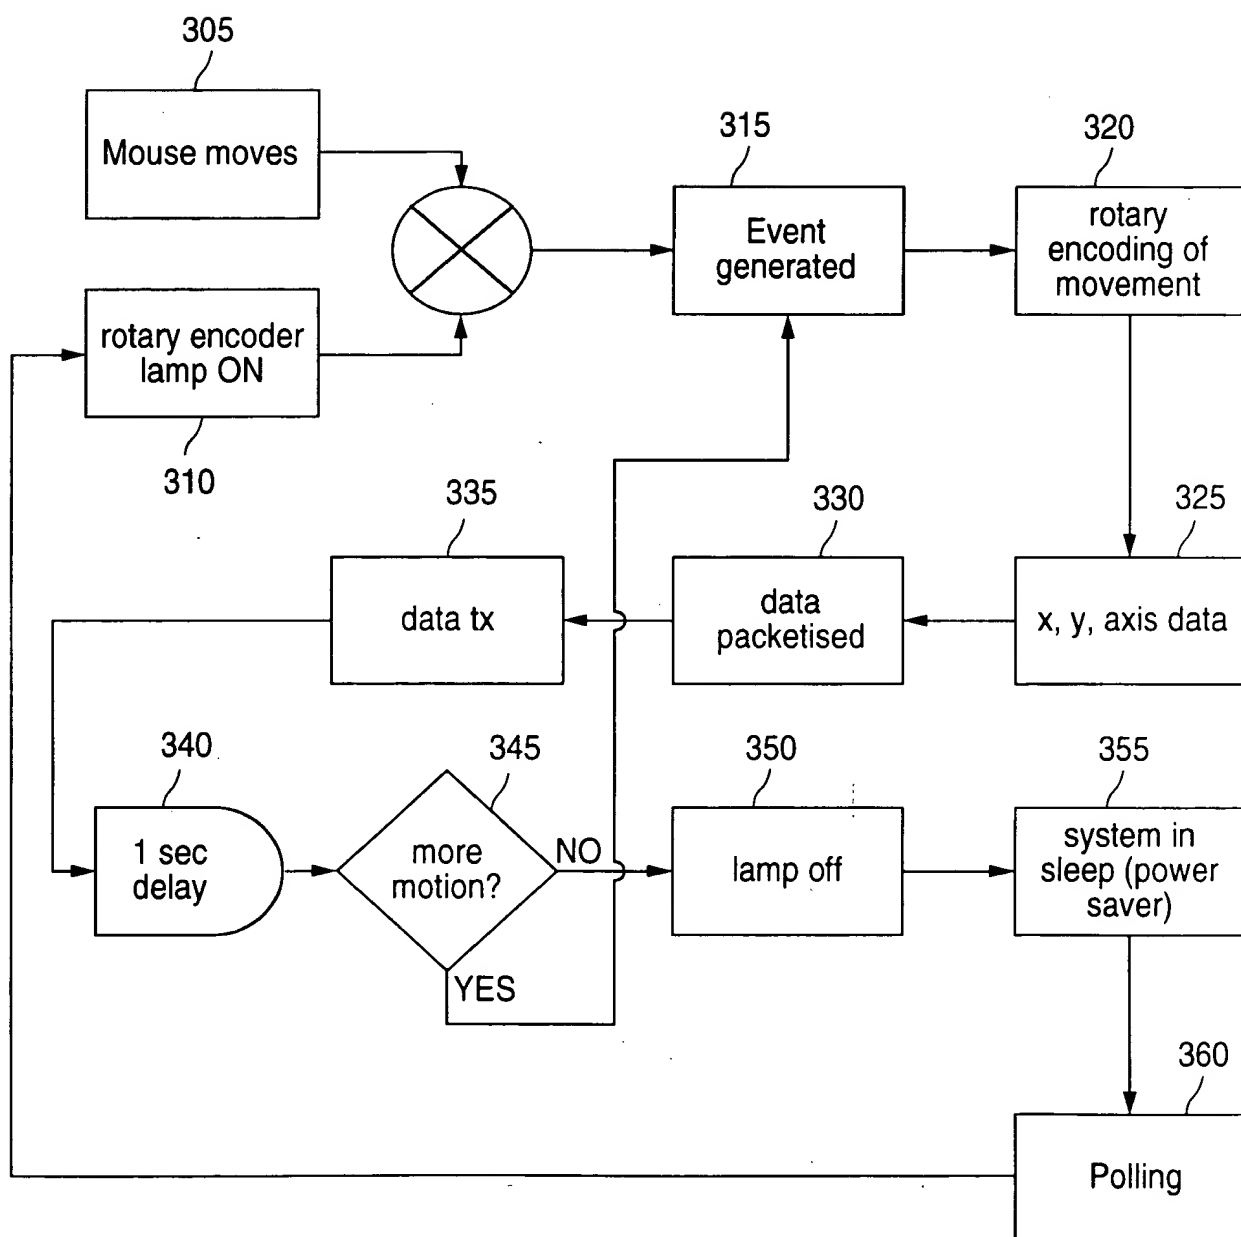 305
Mouse moves
315
Event
generated
320
rotary
encoding of
movement
rotary encoder
lamp ON
310
335
data tx
330
data
packetised
325
x, y, axis data
340
1 sec
delay
345
more
motion?
NO
YES
350
lamp off
355
system in
sleep (power
saver)
360
Polling